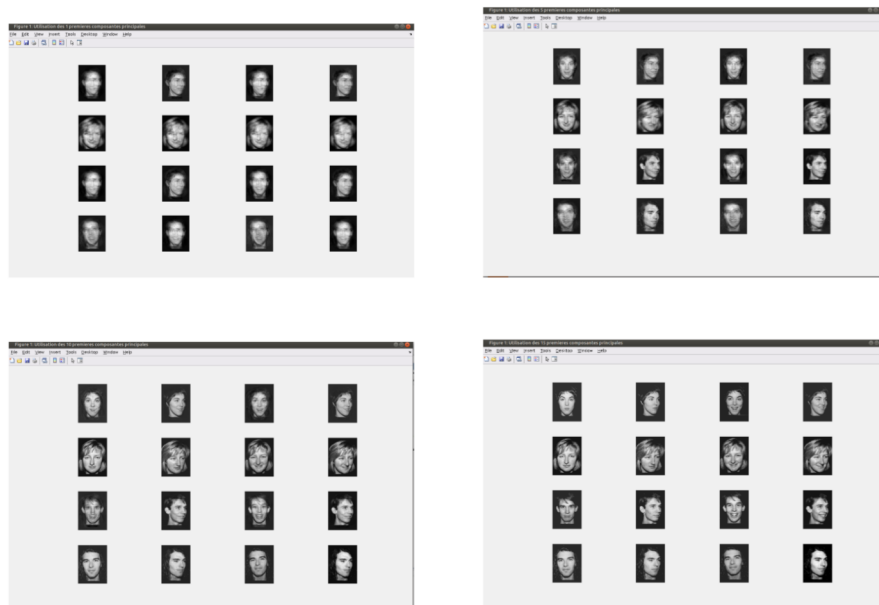 Figure 1: Utilisation des 1 premieres composantes principales
File Edit View Insert Tools Desktop Window Help
Figure 1: Utilisation des 5 premieres composantes principales
File Edit View Insert Tools Desktop Window Help
Figure 1: Utilisation des 10 premieres composantes principales
File Edit View Insert Tools Desktop Window Help
Figure 1: Utilisation des 15 premieres composantes principales
File Edit View Insert Tools Desktop Window Help